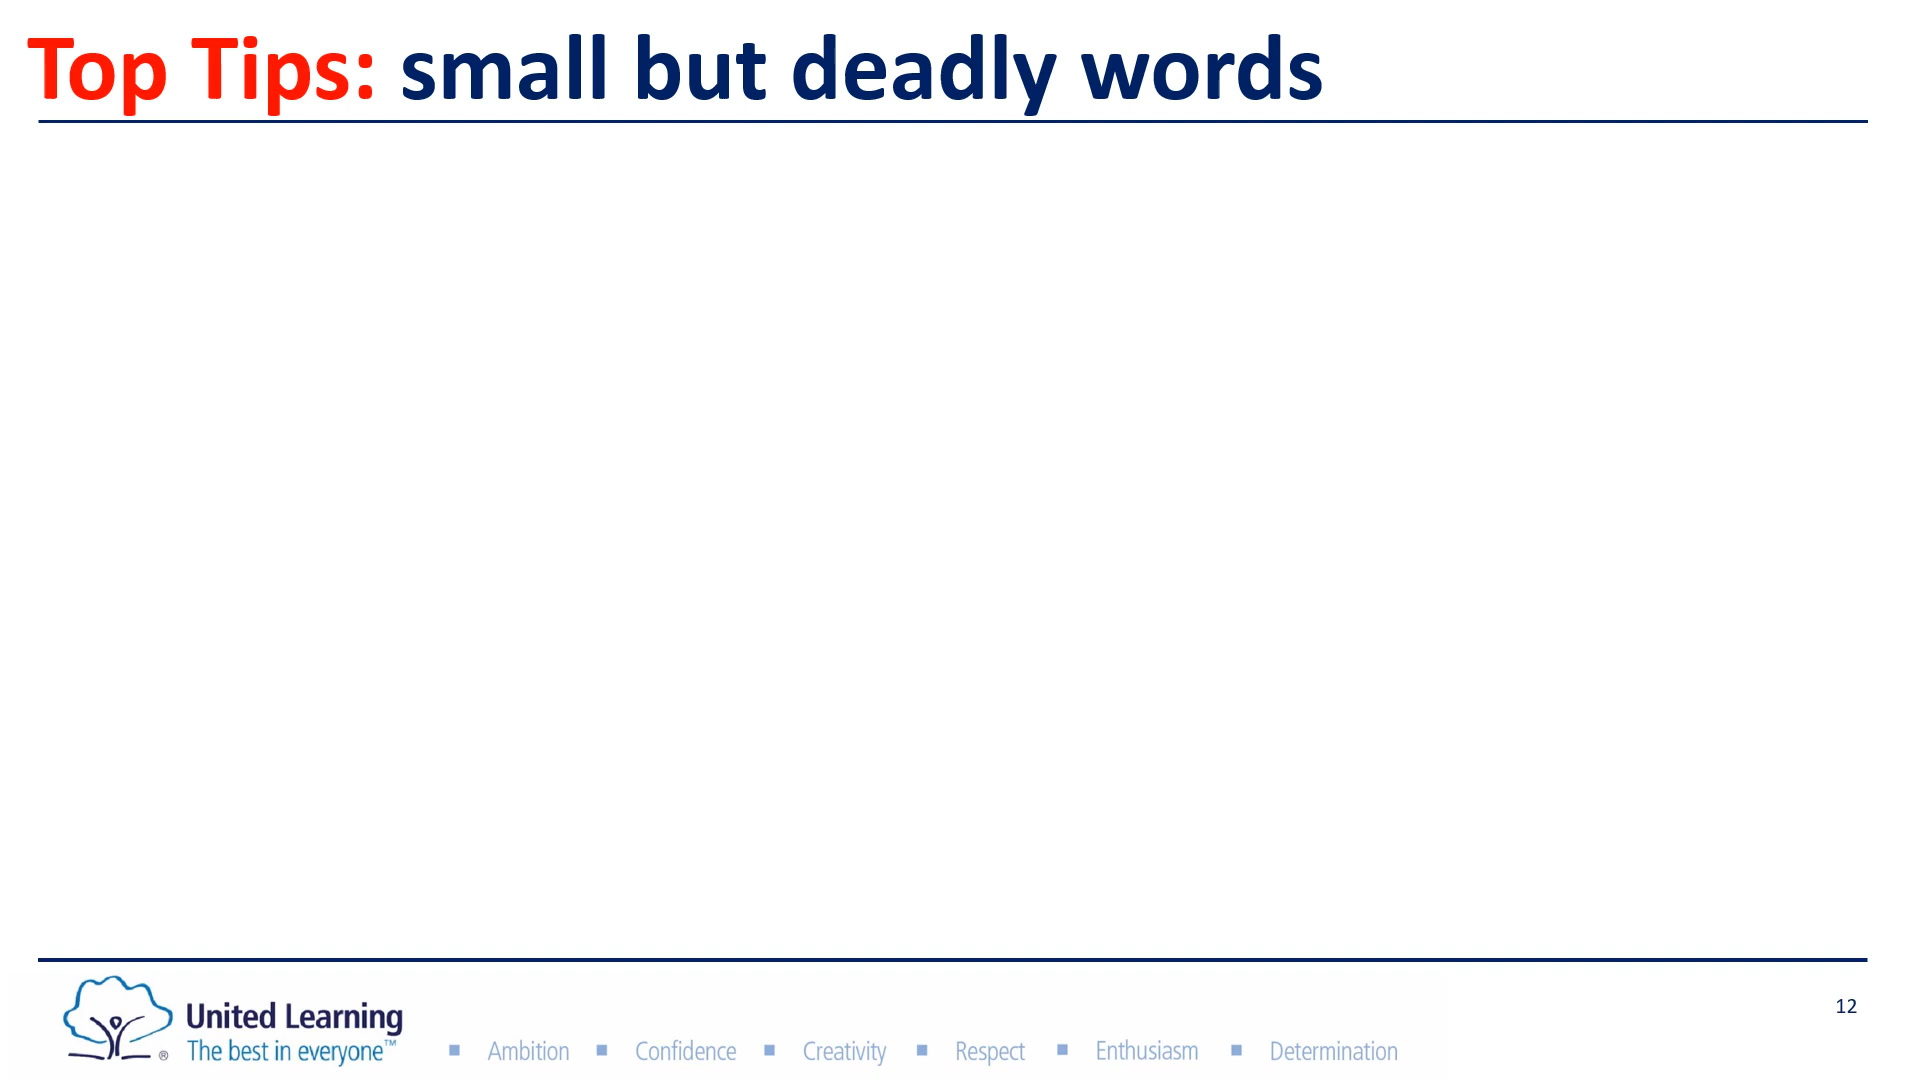 Top Tips: small but deadly words
12
United Learning
The best in everyone™
®
▪ Ambition ▪ Confidence ▪ Creativity ▪ Respect ▪ Enthusiasm ▪ Determination